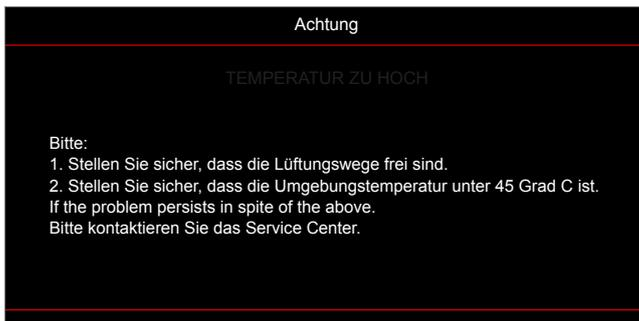 Achtung
TEMPERATUR ZU HOCH
Bitte:
1. Stellen Sie sicher, dass die Lüftungswege frei sind.
2. Stellen Sie sicher, dass die Umgebungstemperatur unter 45 Grad C ist.
If the problem persists in spite of the above.
Bitte kontaktieren Sie das Service Center.